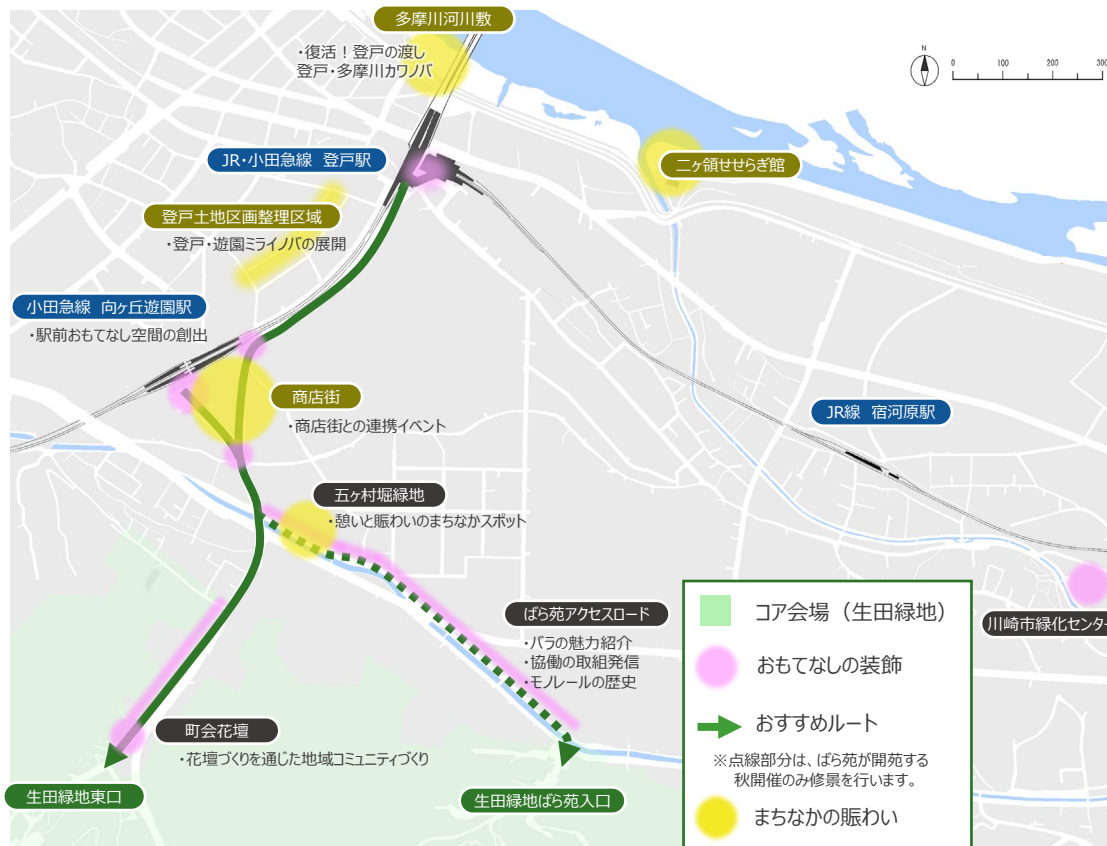 多摩川河川敷
・復活！登戸の渡し
登戸・多摩川カワノバ
N
0 100 200 300
JR・小田急線 登戸駅
二ヶ領せせらぎ館
登戸土地区画整理区域
・登戸・遊園ミライノバの展開
小田急線 向ヶ丘遊園駅
・駅前おもてなし空間の創出
商店街
・商店街との連携イベント
JR線 宿河原駅
五ヶ村堀緑地
・憩いと賑わいのまちなかスポット
ばら苑アクセスロード
・バラの魅力紹介
・協働の取組発信
・モノレールの歴史
川崎市緑化センター
町会花壇
・花壇づくりを通じた地域コミュニティづくり
生田緑地東口
生田緑地ばら苑入口
コア会場（生田緑地）
おもてなしの装飾
おすすめルート
※点線部分は、ばら苑が開苑する
秋開催のみ修景を行います。
まちなかの賑わい